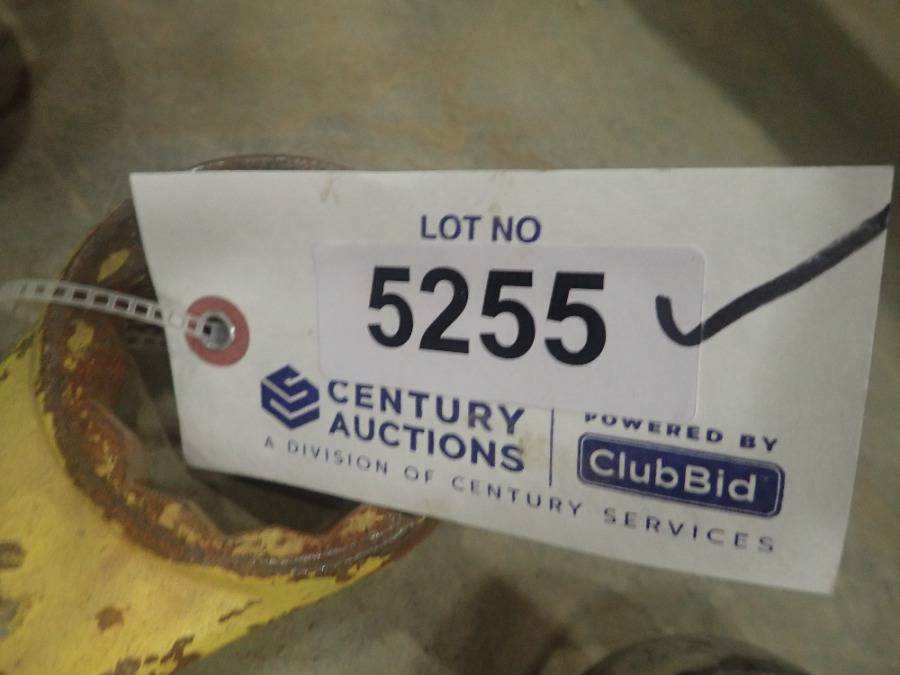 LOT NO
5255
CENTURY
AUCTIONS
A DIVISION OF CENTURY SERVICES
POWERED BY
ClubBid